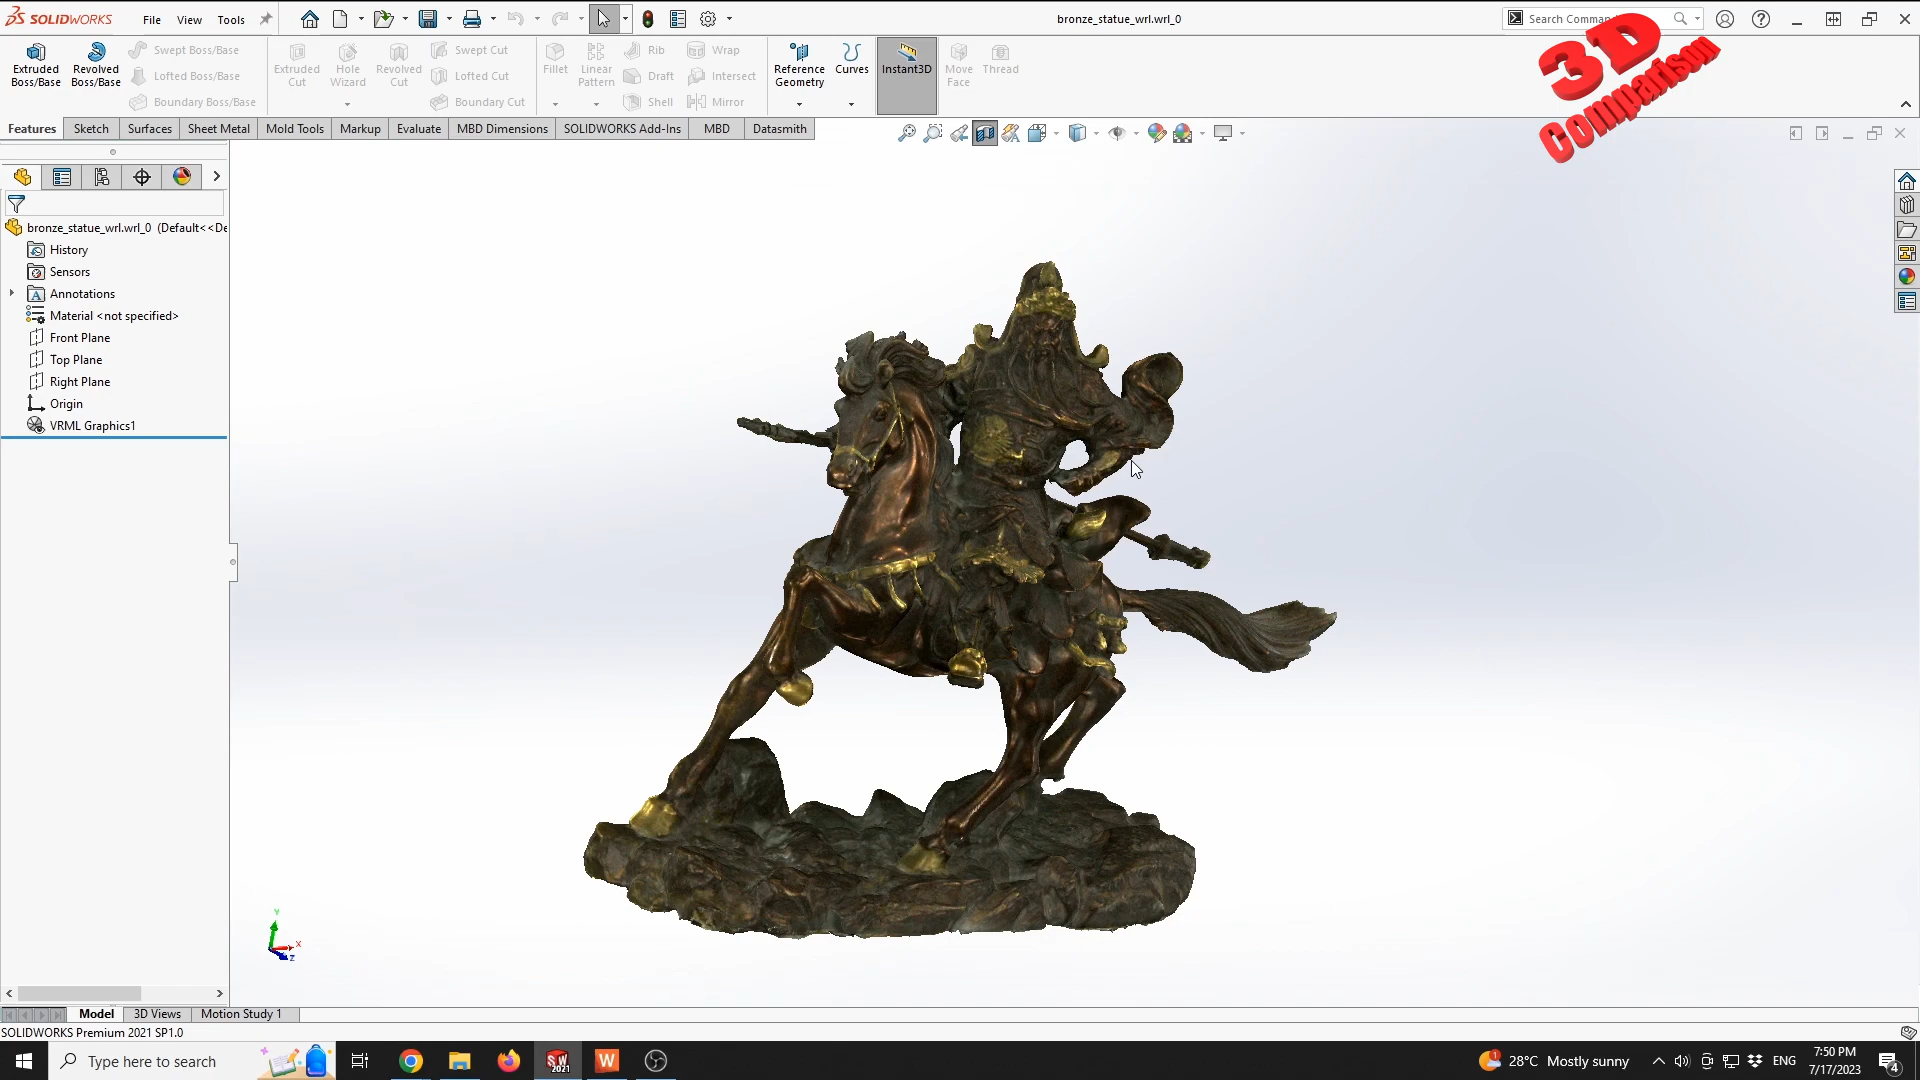 SOLIDWORKS
File
View
Tools
bronze_statue_wrl.wrl_0
Search
3D
Comparison
Extruded
Boss/Base
Revolved
Boss/Base
Swept Boss/Base
Lofted Boss/Base
Boundary Boss/Base
Extruded
Cut
Hole
Wizard
Revolved
Cut
Swept Cut
Lofted Cut
Boundary Cut
Fillet
Linear
Pattern
Rib
Draft
Shell
Wrap
Intersect
Mirror
Reference
Geometry
Curves
Instant3D
Move
Face
Thread
Features
Sketch
Surfaces
Sheet Metal
Mold Tools
Markup
Evaluate
MBD Dimensions
SOLIDWORKS Add-Ins
MBD
Datasmith
bronze_statue_wrl.wrl_0 (Default<<De
History
Sensors
Annotations
Material <not specified>
Front Plane
Top Plane
Right Plane
Origin
VRML Graphics1
Y
X
Z
Model
3D Views
Motion Study 1
SOLIDWORKS Premium 2021 SP1.0
Type here to search
SW
2021
W
1
28°C Mostly sunny
ENG
7:50 PM
7/17/2023
4